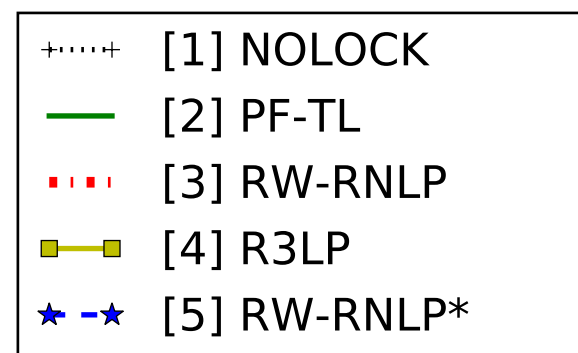 [1] NOLOCK
[2] PF-TL
[3] RW-RNLP
[4] R3LP
[5] RW-RNLP*